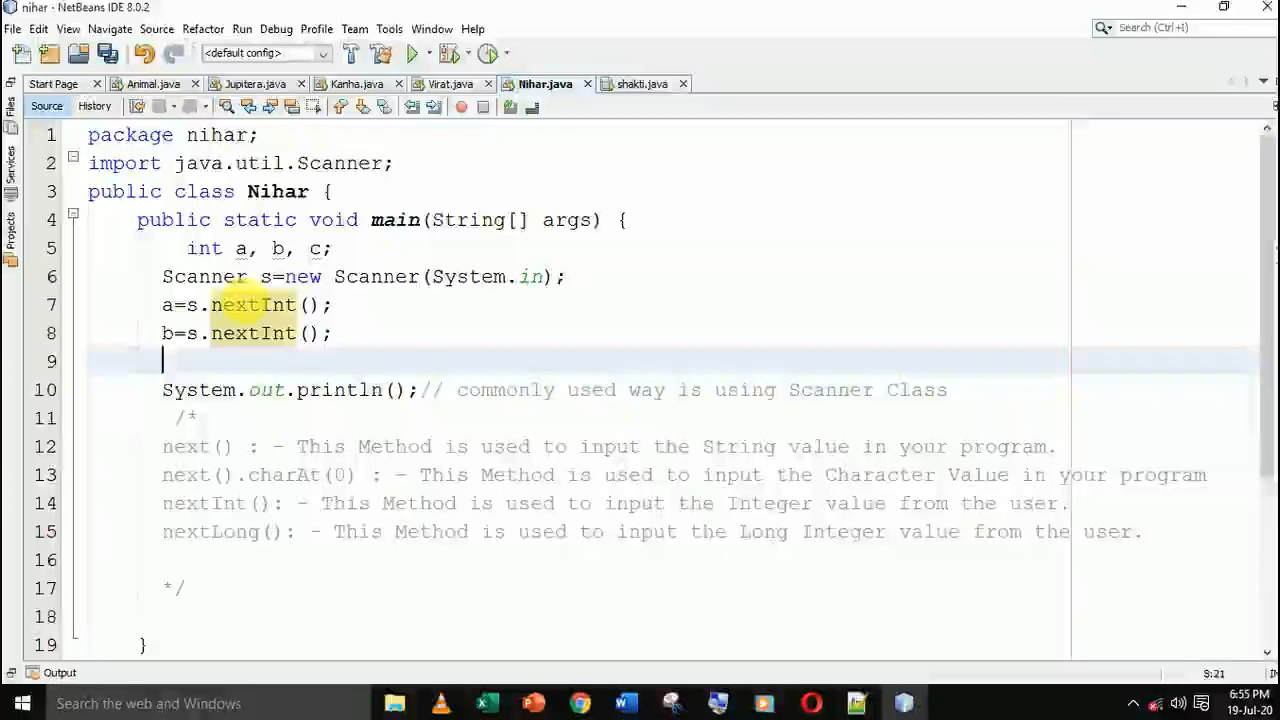 nihar - NetBeans IDE 8.0.2
File Edit View Navigate Source Refactor Run Debug Profile Team Tools Window Help
Search (Ctrl+I)
<default config>
Start Page Animal.java Jupitera.java Kanha.java Virat.java Nihar.java shakti.java
Source History
Files
Services
Projects
1 package nihar;
2 import java.util.Scanner;
3 public class Nihar {
4 public static void main(String[] args) {
5 int a, b, c;
6 Scanner s=new Scanner(System.in);
7 a=s.nextInt();
8 b=s.nextInt();
9
10 System.out.println();// commonly used way is using Scanner Class
11 /*
12 next() : - This Method is used to input the String value in your program.
13 next().charAt(0) : - This Method is used to input the Character Value in your program
14 nextInt(): - This Method is used to input the Integer value from the user.
15 nextLong(): - This Method is used to input the Long Integer value from the user.
16
17 */
18
19 }
Output
Search the web and Windows
6:55 PM
19-Jul-20